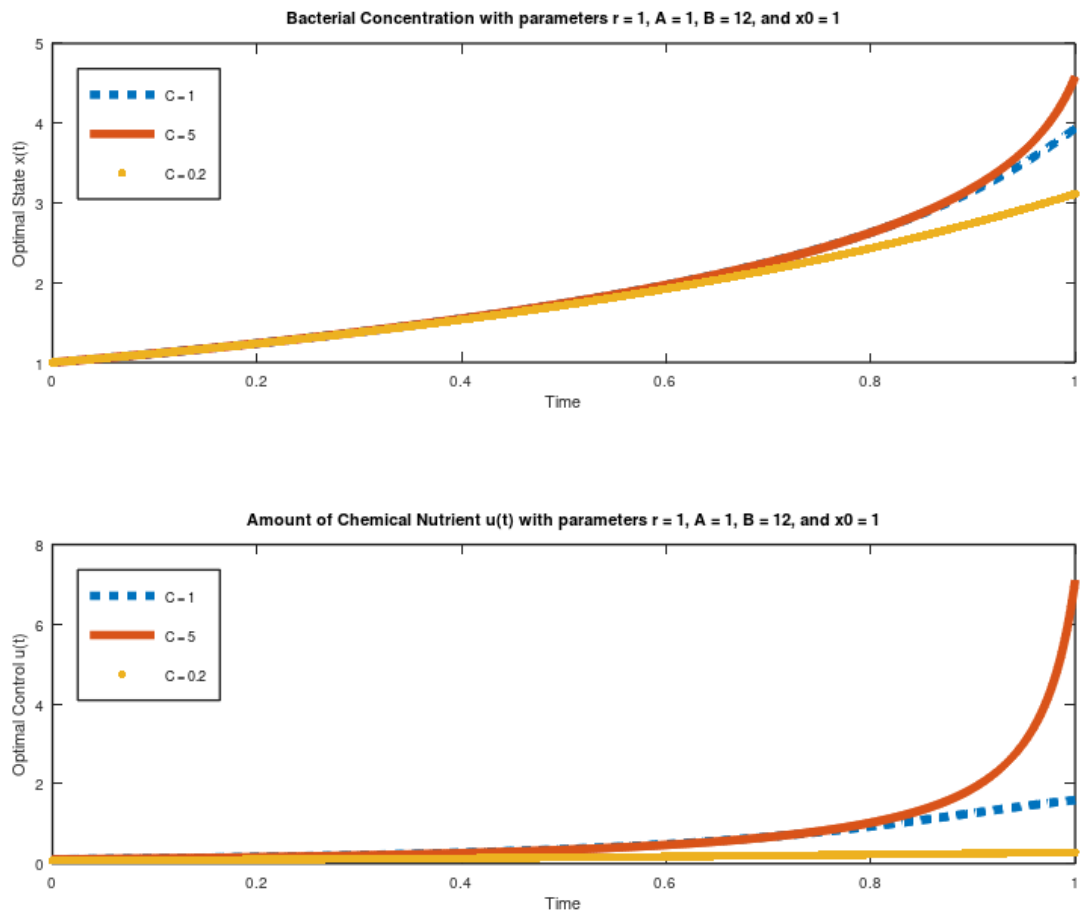 Bacterial Concentration with parameters r = 1, A = 1, B = 12, and x0 = 1
5
4
3
2
1
Optimal State x(t)
C = 1
C = 5
C = 0.2
0
0.2
0.4
0.6
0.8
1
Time
Amount of Chemical Nutrient u(t) with parameters r = 1, A = 1, B = 12, and x0 = 1
8
6
4
2
0
Optimal Control u(t)
C = 1
C = 5
C = 0.2
0
0.2
0.4
0.6
0.8
1
Time